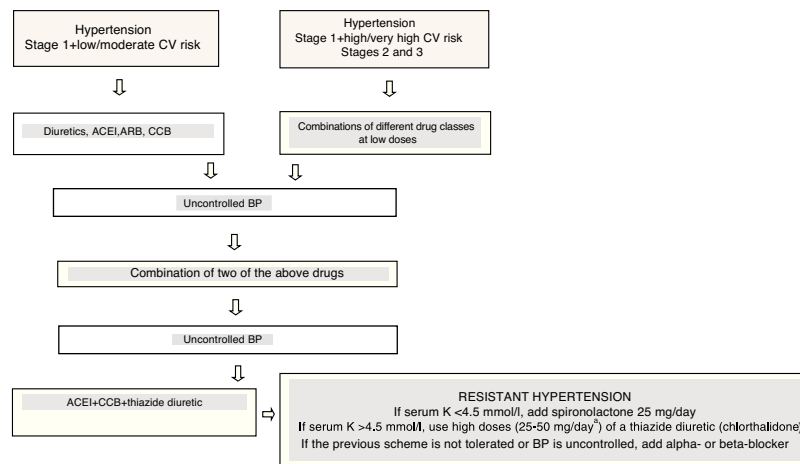 Hypertension
Stage 1+low/moderate CV risk
Hypertension
Stage 1+high/very high CV risk
Stages 2 and 3
Diuretics, ACEI,ARB, CCB
Combinations of different drug classes
at low doses
Uncontrolled BP
Combination of two of the above drugs
Uncontrolled BP
ACEI+CCB+thiazide diuretic
RESISTANT HYPERTENSION
If serum K <4.5 mmol/l, add spironolactone 25 mg/day
If serum K >4.5 mmol/l, use high doses (25-50 mg/day^a) of a thiazide diuretic (chlorthalidone)
If the previous scheme is not tolerated or BP is uncontrolled, add alpha- or beta-blocker